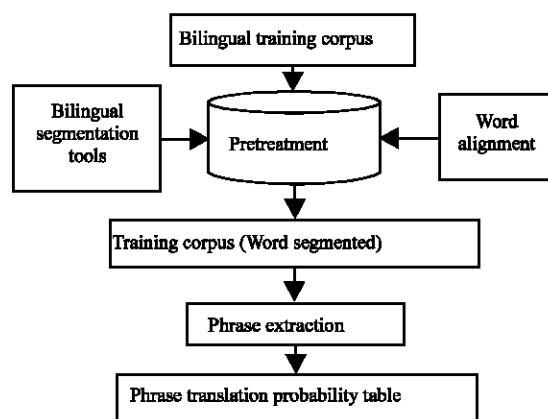 Bilingual training corpus
Bilingual
segmentation
tools
Pretreatment
Word
alignment
Training corpus (Word segmented)
Phrase extraction
Phrase translation probability table